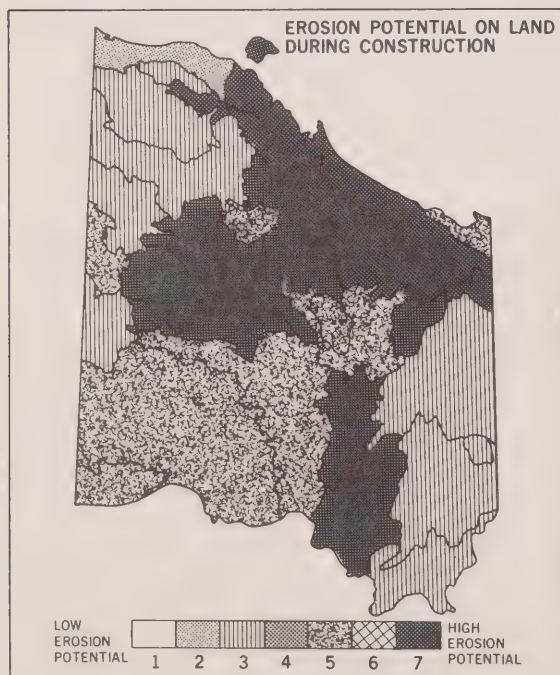 EROSION POTENTIAL ON LAND
DURING CONSTRUCTION
LOW
EROSION
POTENTIAL
1 2 3 4 5 6 7
HIGH
EROSION
POTENTIAL